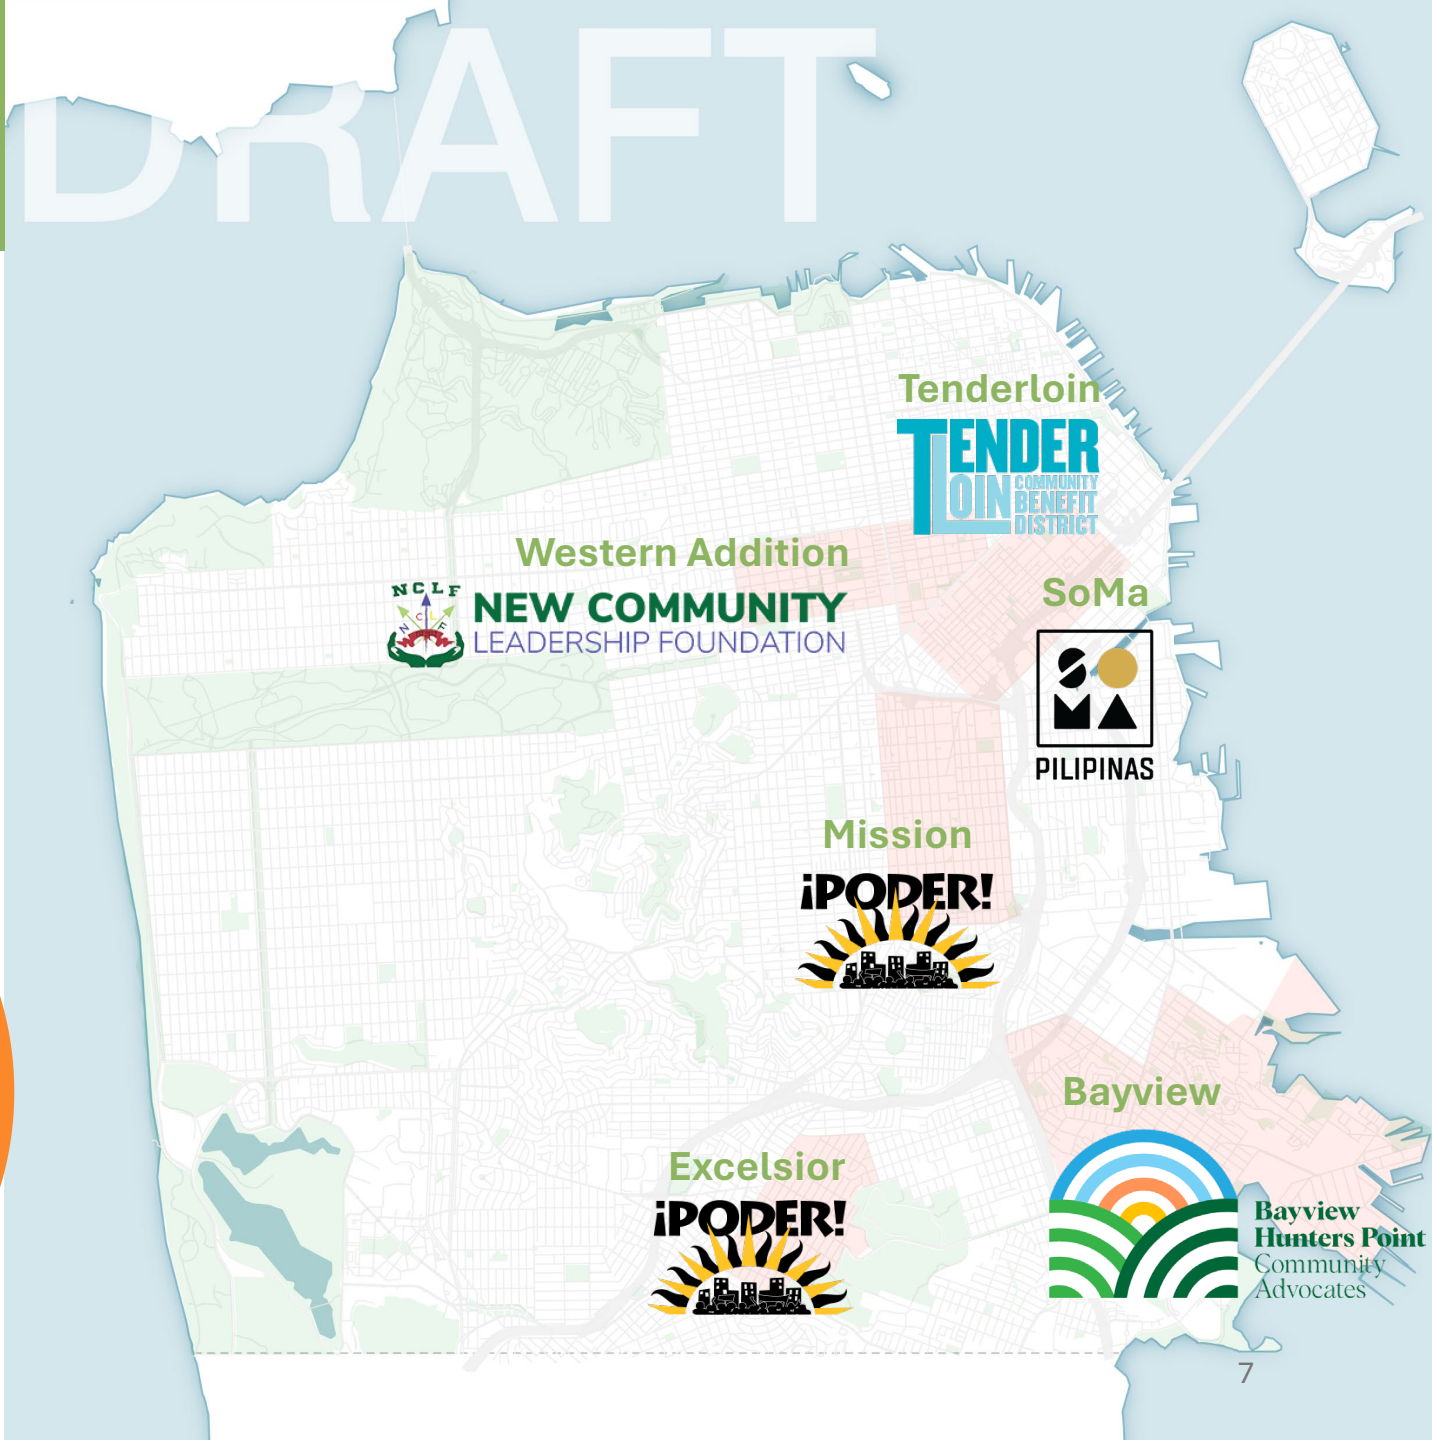 DRAFT
Tenderloin
TENDER
LOIN COMMUNITY
BENEFIT
DISTRICT
Western Addition
NCLF
N C L F
NEW COMMUNITY
LEADERSHIP FOUNDATION
SoMa
SO
MA
PILIPINAS
Mission
¡PODER!
Bayview
Bayview
Hunters Point
Community
Advocates
Excelsior
¡PODER!
7